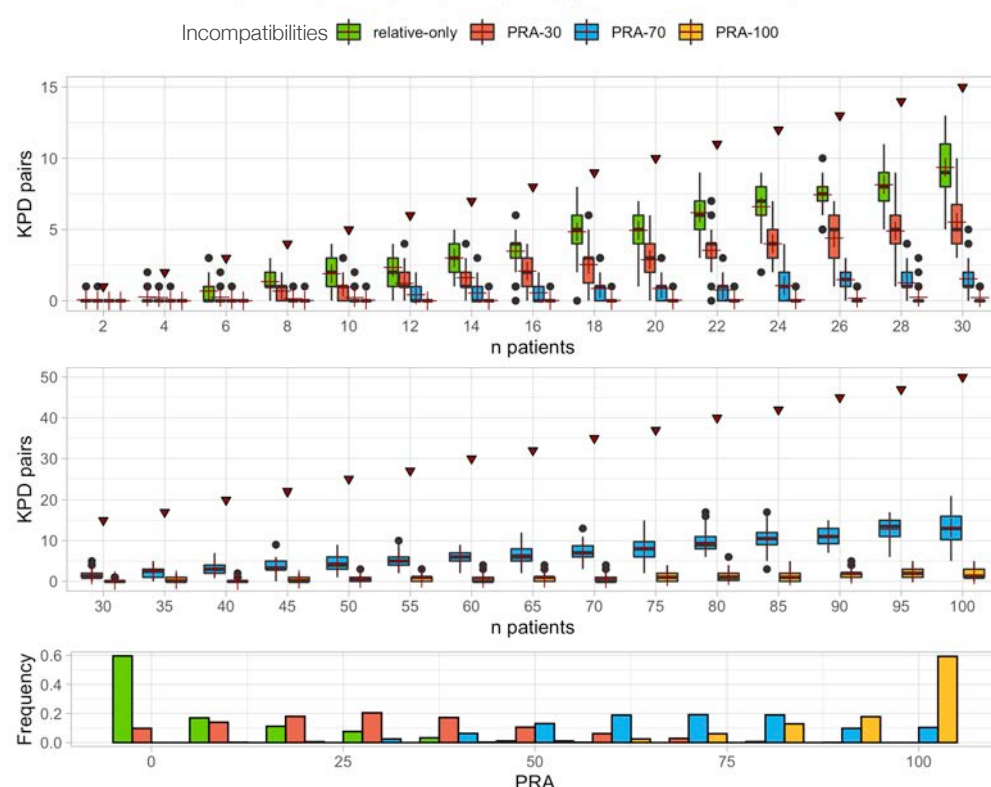 Incompatibilities relative-only PRA-30 PRA-70 PRA-100
KPD pairs
15
10
5
0
2 4 6 8 10 12 14 16 18 20 22 24 26 28 30
n patients
KPD pairs
50
40
30
20
10
0
30 35 40 45 50 55 60 65 70 75 80 85 90 95 100
n patients
Frequency
0.6
0.4
0.2
0.0
0 25 50 75 100
PRA